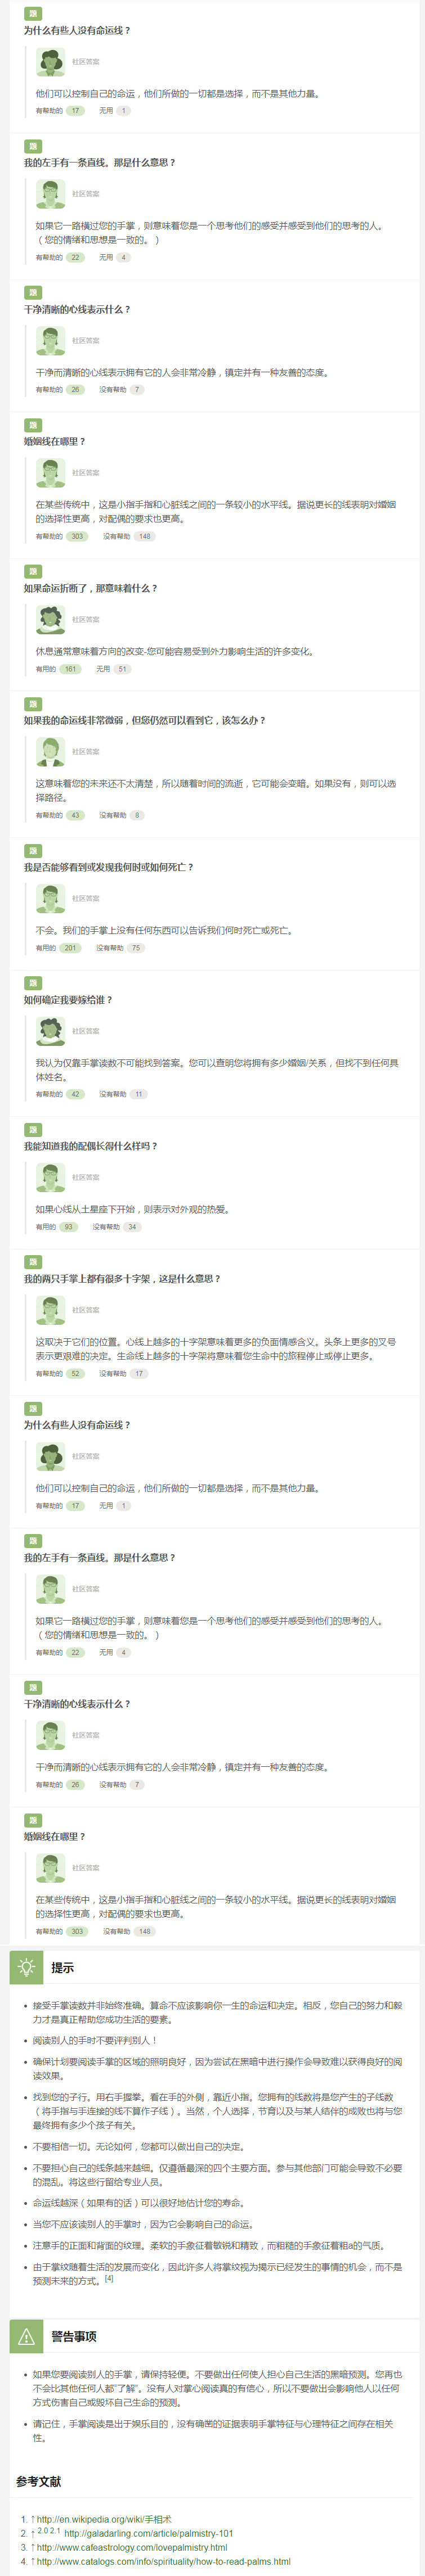 题
为什么有些人没有命运线？
社区答案
他们可以控制自己的命运，他们所做的一切都是选择，而不是其他力量。
有帮助的 17 无用 1
题
我的左手有一条直线。那是什么意思？
社区答案
如果它一路横过您的手掌，则意味着您是一个思考他们的感受并感受到他们的思考的人。
（您的情绪和思想是一致的。）
有帮助的 22 无用 4
题
干净清晰的心线表示什么？
社区答案
干净而清晰的心线表示拥有它的人会非常冷静，镇定并有一种友善的态度。
有帮助的 26 没有帮助 7
题
婚姻线在哪里？
社区答案
在某些传统中，这是小指手指和心脏线之间的一条较小的水平线。据说更长的线表明对婚姻
的选择性更高，对配偶的要求也更高。
有帮助的 303 没有帮助 148
题
如果命运折断了，那意味着什么？
社区答案
休息通常意味着方向的改变-您可能容易受到外力影响生活的许多变化。
有用的 161 无用 51
题
如果我的命运线非常微弱，但您仍然可以看到它，该怎么办？
社区答案
这意味着您的未来还不太清楚，所以随着时间的流逝，它可能会变暗。如果没有，则可以选
择路径。
有帮助的 43 没有帮助 8
题
我是否能够看到或发现我何时或如何死亡？
社区答案
不会。我们的手掌上没有任何东西可以告诉我们何时死亡或死亡。
有用的 201 没有帮助 75
题
如何确定我要嫁给谁？
社区答案
我认为仅靠手掌读数不可能找到答案。您可以查明您将拥有多少婚姻/关系，但找不到任何具
体姓名。
有帮助的 42 没有帮助 11
题
我能知道我的配偶长得什么样吗？
社区答案
如果心线从土星座下开始，则表示对外观的热爱。
有用的 93 没有帮助 34
题
我的两只手掌上都有很多十字架，这是什么意思？
社区答案
这取决于它们的位置。心线上越多的十字架意味着更多的负面情感含义。头条上更多的叉号
表示更艰难的决定。生命线上越多的十字架将意味着您生命中的旅程停止或停止更多。
有帮助的 52 没有帮助 17
题
为什么有些人没有命运线？
社区答案
他们可以控制自己的命运，他们所做的一切都是选择，而不是其他力量。
有帮助的 17 无用 1
题
我的左手有一条直线。那是什么意思？
社区答案
如果它一路横过您的手掌，则意味着您是一个思考他们的感受并感受到他们的思考的人。
（您的情绪和思想是一致的。）
有帮助的 22 无用 4
题
干净清晰的心线表示什么？
社区答案
干净而清晰的心线表示拥有它的人会非常冷静，镇定并有一种友善的态度。
有帮助的 26 没有帮助 7
题
婚姻线在哪里？
社区答案
在某些传统中，这是小指手指和心脏线之间的一条较小的水平线。据说更长的线表明对婚姻
的选择性更高，对配偶的要求也更高。
有帮助的 303 没有帮助 148
提示
接受手掌读数并非始终准确。算命不应该影响你一生的命运和决定。相反，您自己的努力和毅
力才是真正帮助您成功生活的要素。
阅读别人的手时不要评判别人！
确保计划要阅读手掌的区域的照明良好，因为尝试在黑暗中进行操作会导致难以获得良好的阅
读效果。
找到您的子行。用右手握拳。看在手的外侧，靠近小指。您拥有的线数将是您产生的子线数
（将手指与手连接的线不算作子线）。当然，个人选择，节育以及与某人结伴的成败也将与您
最终拥有多少个孩子有关。
不要相信一切。无论如何，您都可以做出自己的决定。
不要担心自己的线条越来越细。仅遵循最深的四个主要方面。参与其他部门可能会导致不必要
的混乱。将这些行留给专业人员。
命运线越深（如果有的话）可以很好地估计您的寿命。
当您不应该读别人的手掌时，因为它会影响自己的命运。
注意手的正面和背面的纹理。柔软的手象征着敏锐和精致，而粗糙的手象征着粗a的气质。
由于掌纹随着生活的发展而变化，因此许多人将掌纹视为揭示已经发生的事情的机会，而不是
预测未来的方式。[4]
警告事项
如果您要阅读别人的手掌，请保持轻便。不要做出任何使人担心自己生活的黑暗预测。您再也
不会比其他任何人都“了解”。没有人对掌心阅读真的有信心，所以不要做出会影响他人以任何
方式伤害自己或毁坏自己生命的预测。
请记住，手掌阅读是出于娱乐目的，没有确凿的证据表明手掌特征与心理特征之间存在相关
性。
参考文献
1. ↑ http://en.wikipedia.org/wiki/手相术
2. ↑ 2.0 2.1 http://galadarling.com/article/palmistry-101
3. ↑ http://www.cafeastrology.com/lovepalmistry.html
4. ↑ http://www.catalogs.com/info/spirituality/how-to-read-palms.html